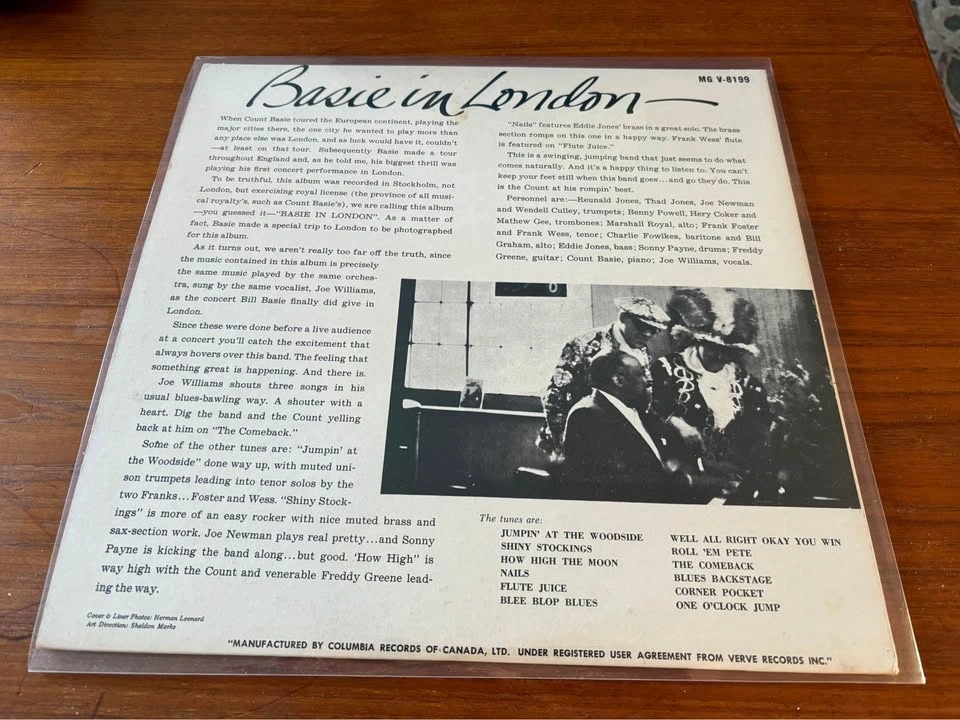 Basie in London—
MG V-8199
When Count Basie toured the European continent, playing the
major cities there, the one city he wanted to play more than
any place else was London, and as luck would have it, couldn't
—at least on that tour. Subsequently Basie made a tour
throughout England and, as he told me, his biggest thrill was
playing his first concert performance in London.
To be truthful, this album was recorded in Stockholm, not
London, but exercising royal license (the province of all musi-
cal royalty's, such as Count Basie's), we are calling this album
—you guessed it—"BASIE IN LONDON". As a matter of
fact, Basie made a special trip to London to be photographed
for this album.
As it turns out, we aren't really too far off the truth, since
the music contained in this album is precisely
the same music played by the same orches-
tra, sung by the same vocalist, Joe Williams,
as the concert Bill Basie finally did give in
London.
Since these were done before a live audience
at a concert you'll catch the excitement that
always hovers over this band. The feeling that
something great is happening. And there is.
Joe Williams shouts three songs in his
usual blues-bawling way. A shouter with a
heart. Dig the band and the Count yelling
back at him on "The Comeback."
Some of the other tunes are: "Jumpin' at
the Woodside" done way up, with muted uni-
son trumpets leading into tenor solos by the
two Franks...Foster and Wess. "Shiny Stock-
ings" is more of an easy rocker with nice muted brass and
sax-section work. Joe Newman plays real pretty...and Sonny
Payne is kicking the band along...but good. 'How High" is
way high with the Count and venerable Freddy Greene lead-
ing the way.
"Nails" features Eddie Jones' brass in a great solo. The brass
section romps on this one in a happy way. Frank Wess' flute
is featured on "Flute Juice."
This is a swinging, jumping band that just seems to do what
comes naturally. And it's a happy thing to listen to. You can't
keep your feet still when this band goes...and go they do. This
is the Count at his rompin' best.
Personnel are:—Reunald Jones, Thad Jones, Joe Newman
and Wendell Culley, trumpets; Benny Powell, Hery Coker and
Mathew Gee, trombones; Marshall Royal, alto; Frank Foster
and Frank Wess, tenor; Charlie Fowlkes, baritone and Bill
Graham, alto; Eddie Jones, bass; Sonny Payne, drums; Freddy
Greene, guitar; Count Basie, piano; Joe Williams, vocals.
The tunes are:
JUMPIN' AT THE WOODSIDE
SHINY STOCKINGS
HOW HIGH THE MOON
NAILS
FLUTE JUICE
BLEE BLOP BLUES
WELL ALL RIGHT OKAY YOU WIN
ROLL 'EM PETE
THE COMEBACK
BLUES BACKSTAGE
CORNER POCKET
ONE O'CLOCK JUMP
Cover & Liner Photos: Herman Leonard
Art Direction: Sheldon Marks
"MANUFACTURED BY COLUMBIA RECORDS OF CANADA, LTD. UNDER REGISTERED USER AGREEMENT FROM VERVE RECORDS INC."